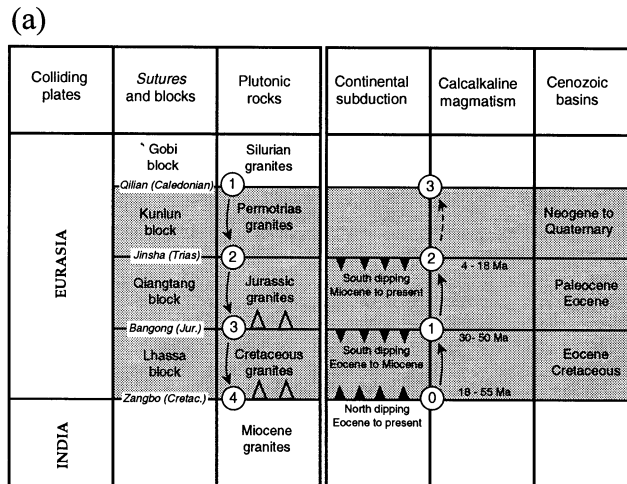 (a)
Colliding
plates
Sutures
and blocks
Plutonic
rocks
Continental
subduction
Calcalkaline
magmatism
Cenozoic
basins
Gobi
block
Silurian
granites
Qilian (Caledonian)
1
3
Kunlun
block
Permotrias
granites
Neogene to
Quaternary
Jinsha (Trias)
2
2
4 - 18 Ma
EURASIA
Qiangtang
block
Jurassic
granites
South dipping
Miocene to present
Paleocene
Eocene
Bangong (Jur.)
3
1
30- 50 Ma
Lhassa
block
Cretaceous
granites
South dipping
Eocene to Miocene
Eocene
Cretaceous
Zangbo (Cretac.)
4
0
18 - 55 Ma
INDIA
Miocene
granites
North dipping
Eocene to present